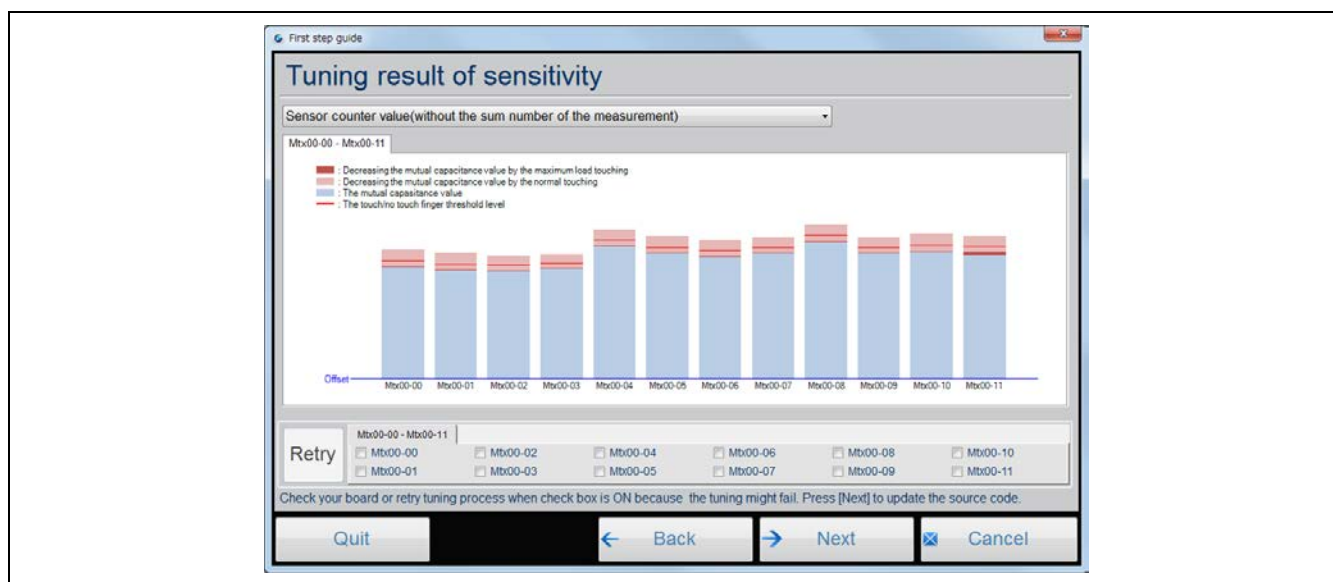 First step guide
Tuning result of sensitivity
Sensor counter value(without the sum number of the measurement)
Mtx00-00 - Mtx00-11
: Decreasing the mutual capacitance value by the maximum load touching
: Decreasing the mutual capacitance value by the normal touching
: The mutual capasitance value
: The touch/no touch finger threshold level
Offset
Mtx00-00 Mtx00-01 Mtx00-02 Mtx00-03 Mtx00-04 Mtx00-05 Mtx00-06 Mtx00-07 Mtx00-08 Mtx00-09 Mtx00-10 Mtx00-11
Mtx00-00 - Mtx00-11
Retry
Mtx00-00 Mtx00-02 Mtx00-04 Mtx00-06 Mtx00-08 Mtx00-10
Mtx00-01 Mtx00-03 Mtx00-05 Mtx00-07 Mtx00-09 Mtx00-11
Check your board or retry tuning process when check box is ON because the tuning might fail. Press [Next] to update the source code.
Quit Back Next Cancel